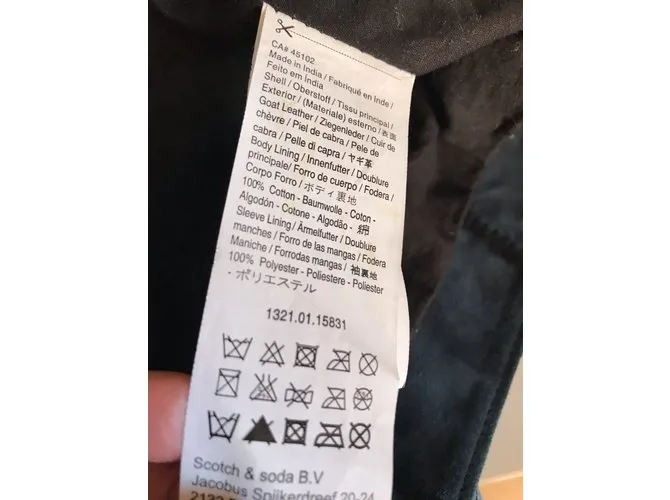 CA# 45102
Made in India / Fabriqué en Inde /
Feito em India
Shell / Oberstoff / Tissu principal /
Exterior / (Materiale) esterno / 表面
Goat Leather / Ziegenleder / Cuir de
chèvre / Piel de cabra / Pele de
cabra / Pelle di capra / ヤギ革
Body Lining / Innenfutter / Doublure
principale/ Forro de cuerpo / Fodera /
Corpo Forro / ボディ裏地
100% Cotton - Baumwolle - Coton -
Algodón - Cotone - Algodão - 綿
Sleeve Lining / Ärmelfutter / Doublure
manches / Forro de las mangas / Fodera
Maniche / Forrodas mangas / 袖裏地
100% Polyester - Poliestere - Poliester
- ポリエステル
1321.01.15831
Scotch & soda B.V
Jacobus Spijkerdreef 20-24
2132